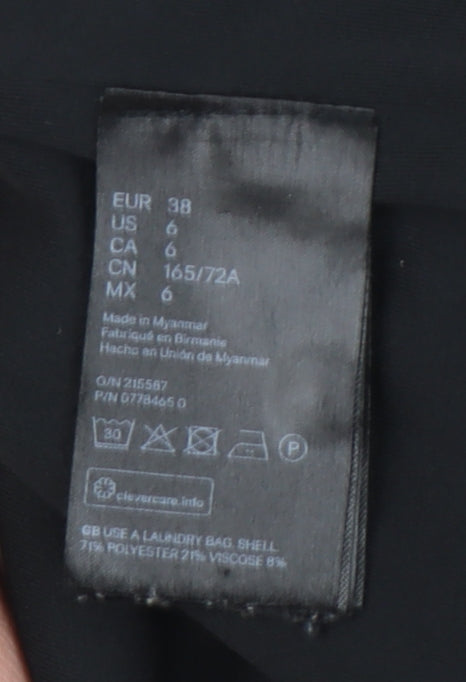 EUR 38
US 6
CA 6
CN 165/72A
MX 6
Made in Myanmar
Fabriqué en Birmanie
Hecho en Unión de Myanmar
O/N 215587
P/N 0778465 0
30
P
clevercare.info
GB USE A LAUNDRY BAG. SHELL
71% POLYESTER 21% VISCOSE 8%